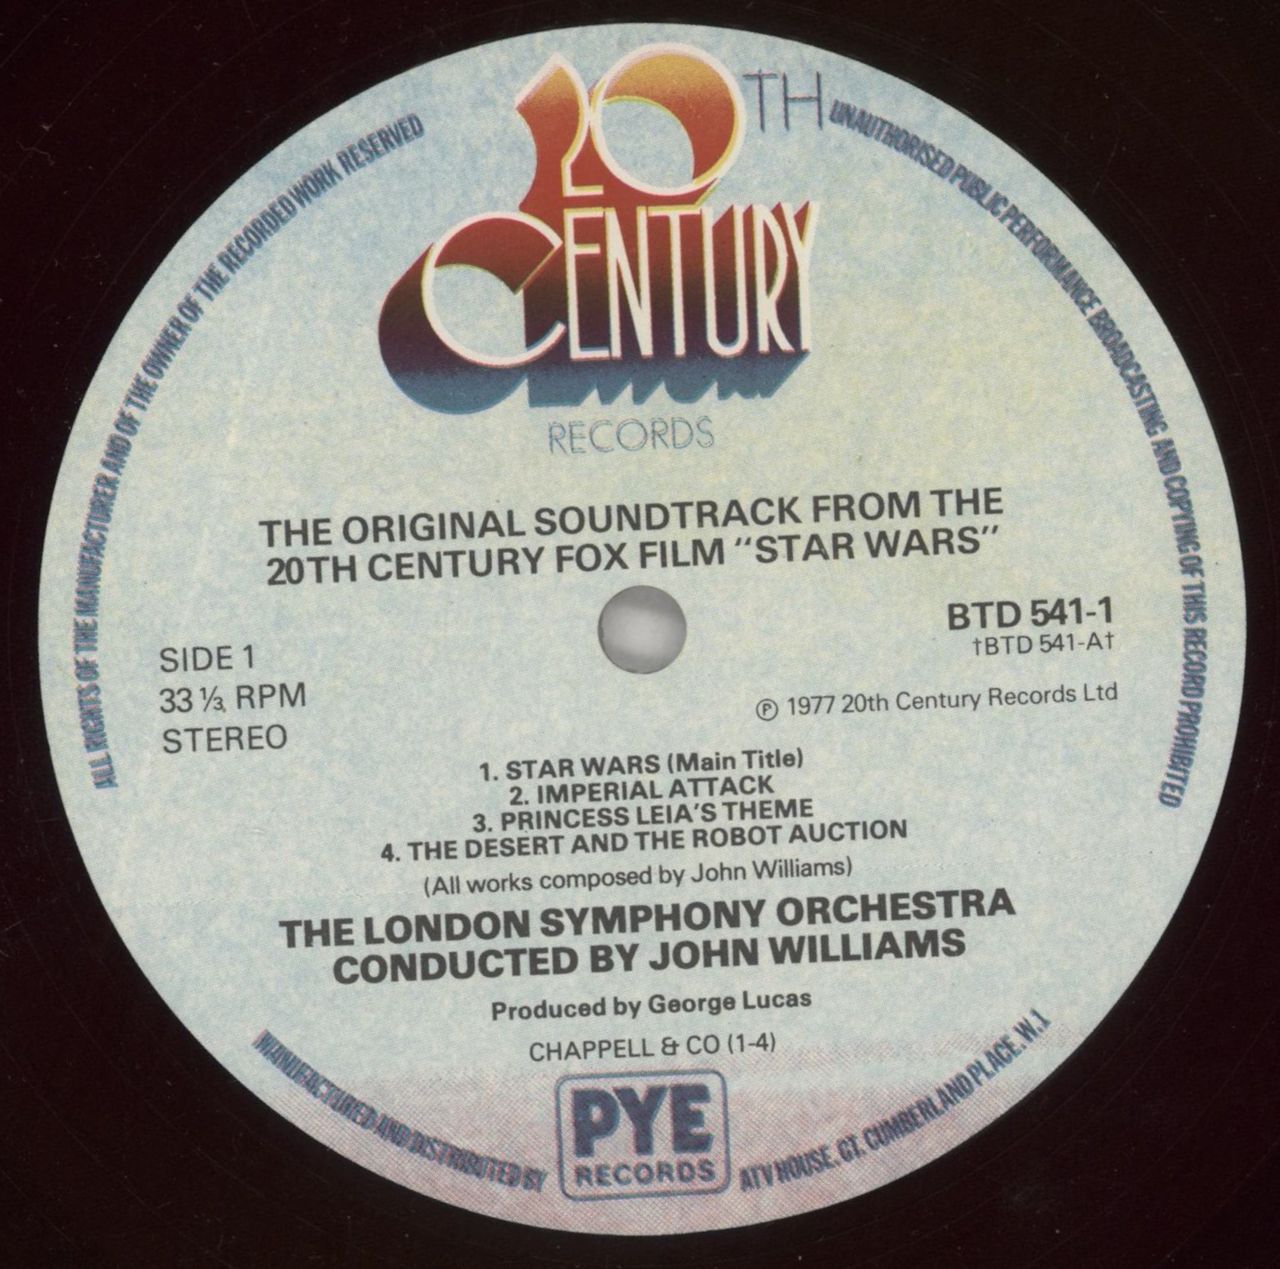 20TH
CENTURY
RECORDS
ALL RIGHTS OF THE MANUFACTURER AND OF THE OWNER OF THE RECORDED WORK RESERVED
UNAUTHORISED PUBLIC PERFORMANCE BROADCASTING AND COPYING OF THIS RECORD PROHIBITED
THE ORIGINAL SOUNDTRACK FROM THE
20TH CENTURY FOX FILM "STAR WARS"
BTD 541-1
†BTD 541-A†
SIDE 1
33 ⅓ RPM
STEREO
℗ 1977 20th Century Records Ltd
1. STAR WARS (Main Title)
2. IMPERIAL ATTACK
3. PRINCESS LEIA'S THEME
4. THE DESERT AND THE ROBOT AUCTION
(All works composed by John Williams)
THE LONDON SYMPHONY ORCHESTRA
CONDUCTED BY JOHN WILLIAMS
Produced by George Lucas
CHAPPELL & CO (1-4)
MANUFACTURED AND DISTRIBUTED BY
PYE
RECORDS
ATV HOUSE, GT. CUMBERLAND PLACE, W.1